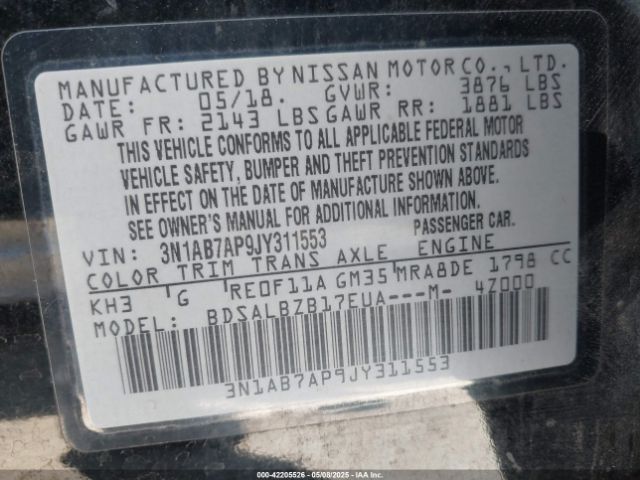 MANUFACTURED BY NISSAN MOTOR CO., LTD.
DATE: 05/18. GVWR: 3876 LBS
GAWR FR: 2143 LBS GAWR RR: 1881 LBS
THIS VEHICLE CONFORMS TO ALL APPLICABLE FEDERAL MOTOR
VEHICLE SAFETY, BUMPER AND THEFT PREVENTION STANDARDS
IN EFFECT ON THE DATE OF MANUFACTURE SHOWN ABOVE.
SEE OWNER'S MANUAL FOR ADDITIONAL INFORMATION.
VIN: 3N1AB7AP9JY311553 PASSENGER CAR.
COLOR TRIM TRANS AXLE ENGINE
KH3 G RE0F11A GM35 MRA8DE 1798 CC
MODEL: BDSALBZB17EUA---M- 4Z000
3N1AB7AP9JY311553
000-42205526 - 05/08/2025 - IAA, Inc.